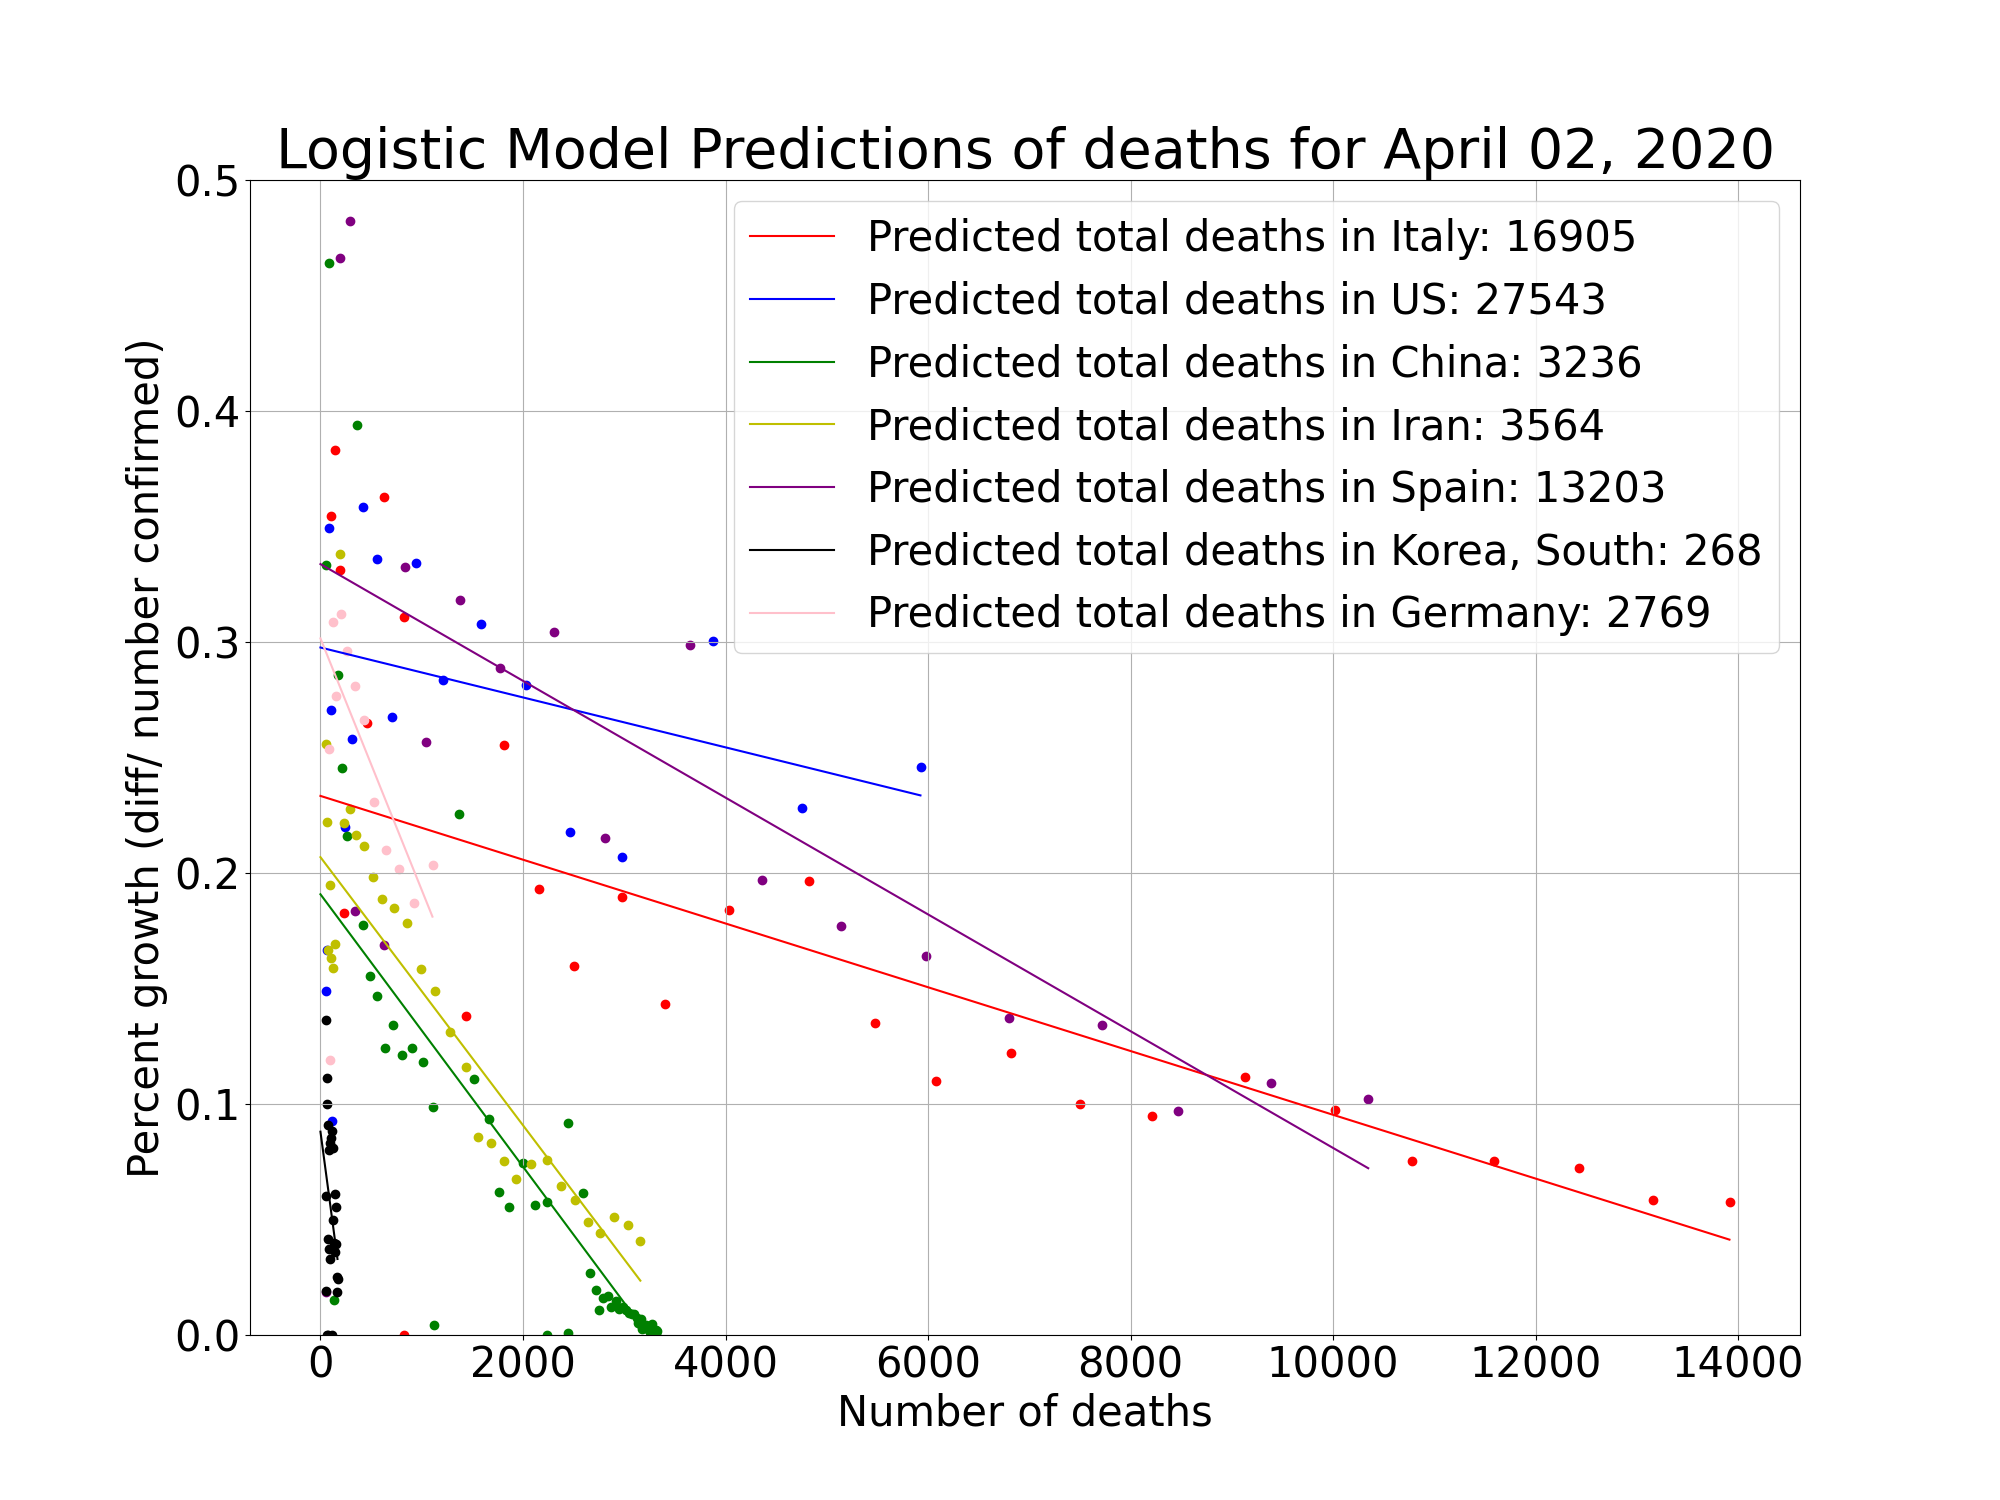 Logistic Model Predictions of deaths for April 02, 2020
0.5
0.4
0.3
0.2
0.1
0.0
Percent growth (diff/ number confirmed)
Predicted total deaths in Italy: 16905
Predicted total deaths in US: 27543
Predicted total deaths in China: 3236
Predicted total deaths in Iran: 3564
Predicted total deaths in Spain: 13203
Predicted total deaths in Korea, South: 268
Predicted total deaths in Germany: 2769
0 2000 4000 6000 8000 10000 12000 14000
Number of deaths